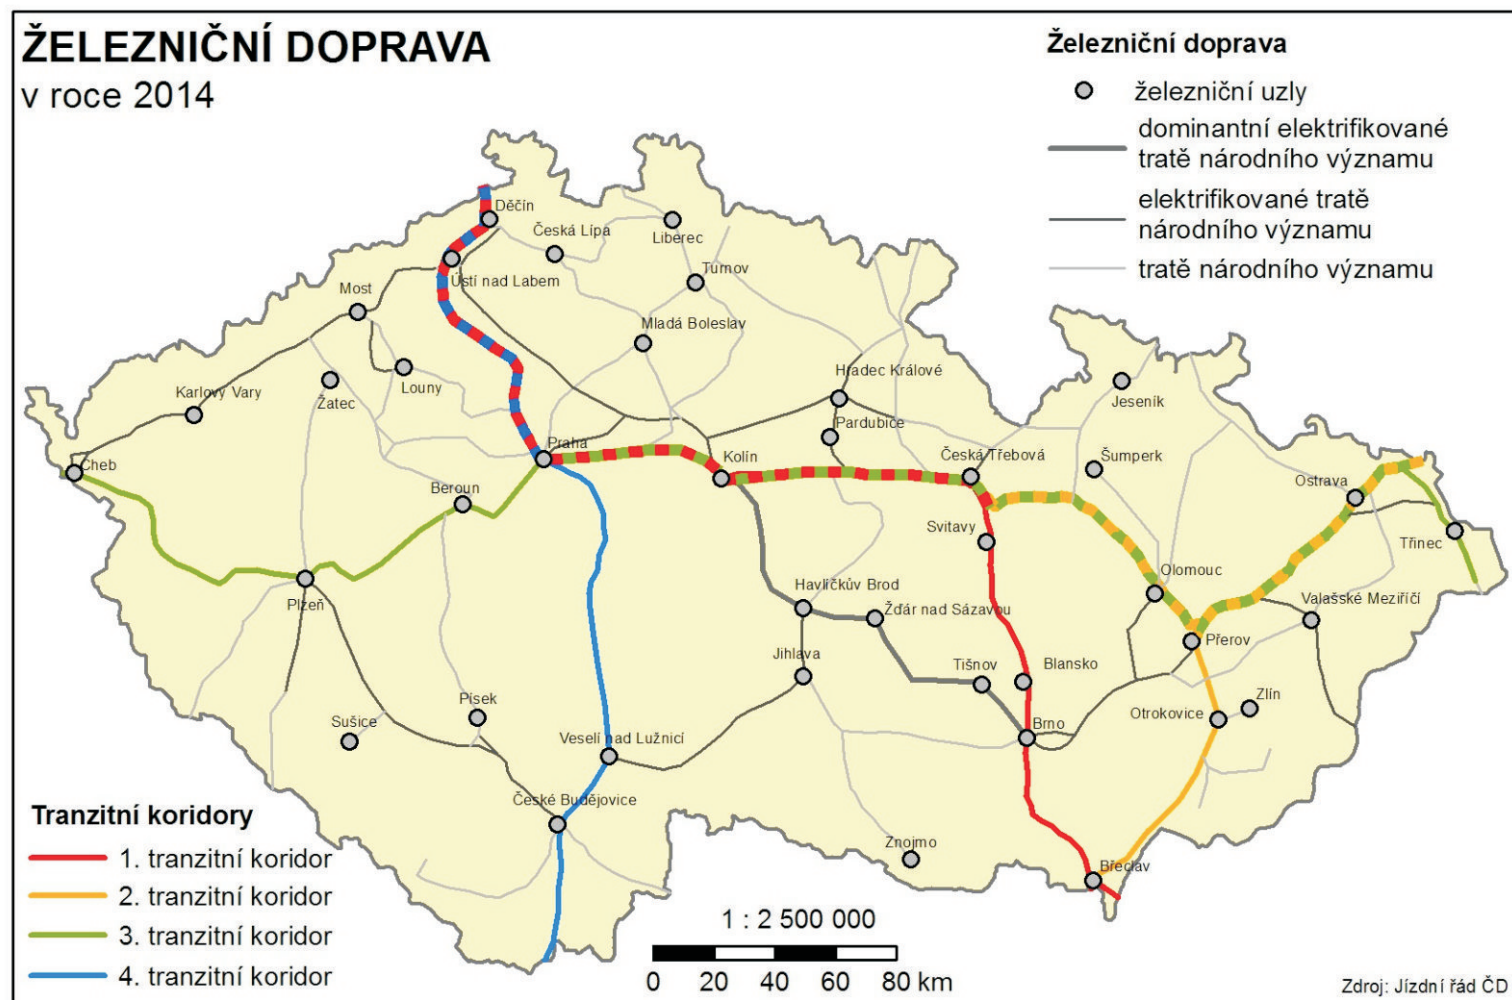 ŽELEZNIČNÍ DOPRAVA
v roce 2014
Železniční doprava
železniční uzly
dominantní elektrifikované
tratě národního významu
elektrifikované tratě
národního významu
tratě národního významu
Děčín
Česká Lípa
Liberec
Ústí nad Labem
Turnov
Most
Mladá Boleslav
Louny
Hradec Králové
Karlovy Vary
Žatec
Jeseník
Pardubice
Praha
Kolín
Česká Třebová
Šumperk
Cheb
Beroun
Ostrava
Svitavy
Třinec
Olomouc
Plzeň
Havlíčkův Brod
Žďár nad Sázavou
Valašské Meziříčí
Přerov
Jihlava
Tišnov
Blansko
Písek
Sušice
Zlín
Otrokovice
Brno
Veselí nad Lužnicí
České Budějovice
Znojmo
Břeclav
Tranzitní koridory
1. tranzitní koridor
2. tranzitní koridor
3. tranzitní koridor
4. tranzitní koridor
1 : 2 500 000
0 20 40 60 80 km
Zdroj: Jízdní řád ČD